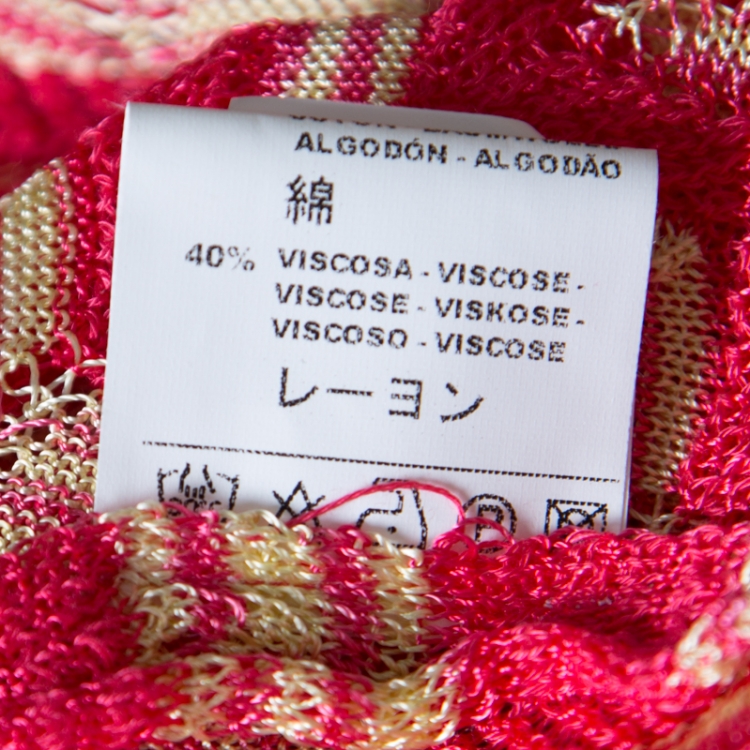 ALGODÓN - ALGODÃO
綿
40% VISCOSA - VISCOSE -
VISCOSE - VISKOSE -
VISCOSO - VISCOSE
レーヨン
P